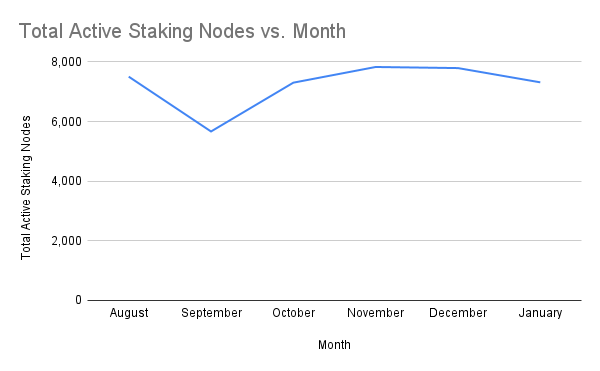 Total Active Staking Nodes vs. Month
Total Active Staking Nodes
8,000
6,000
4,000
2,000
0
August September October November December January
Month